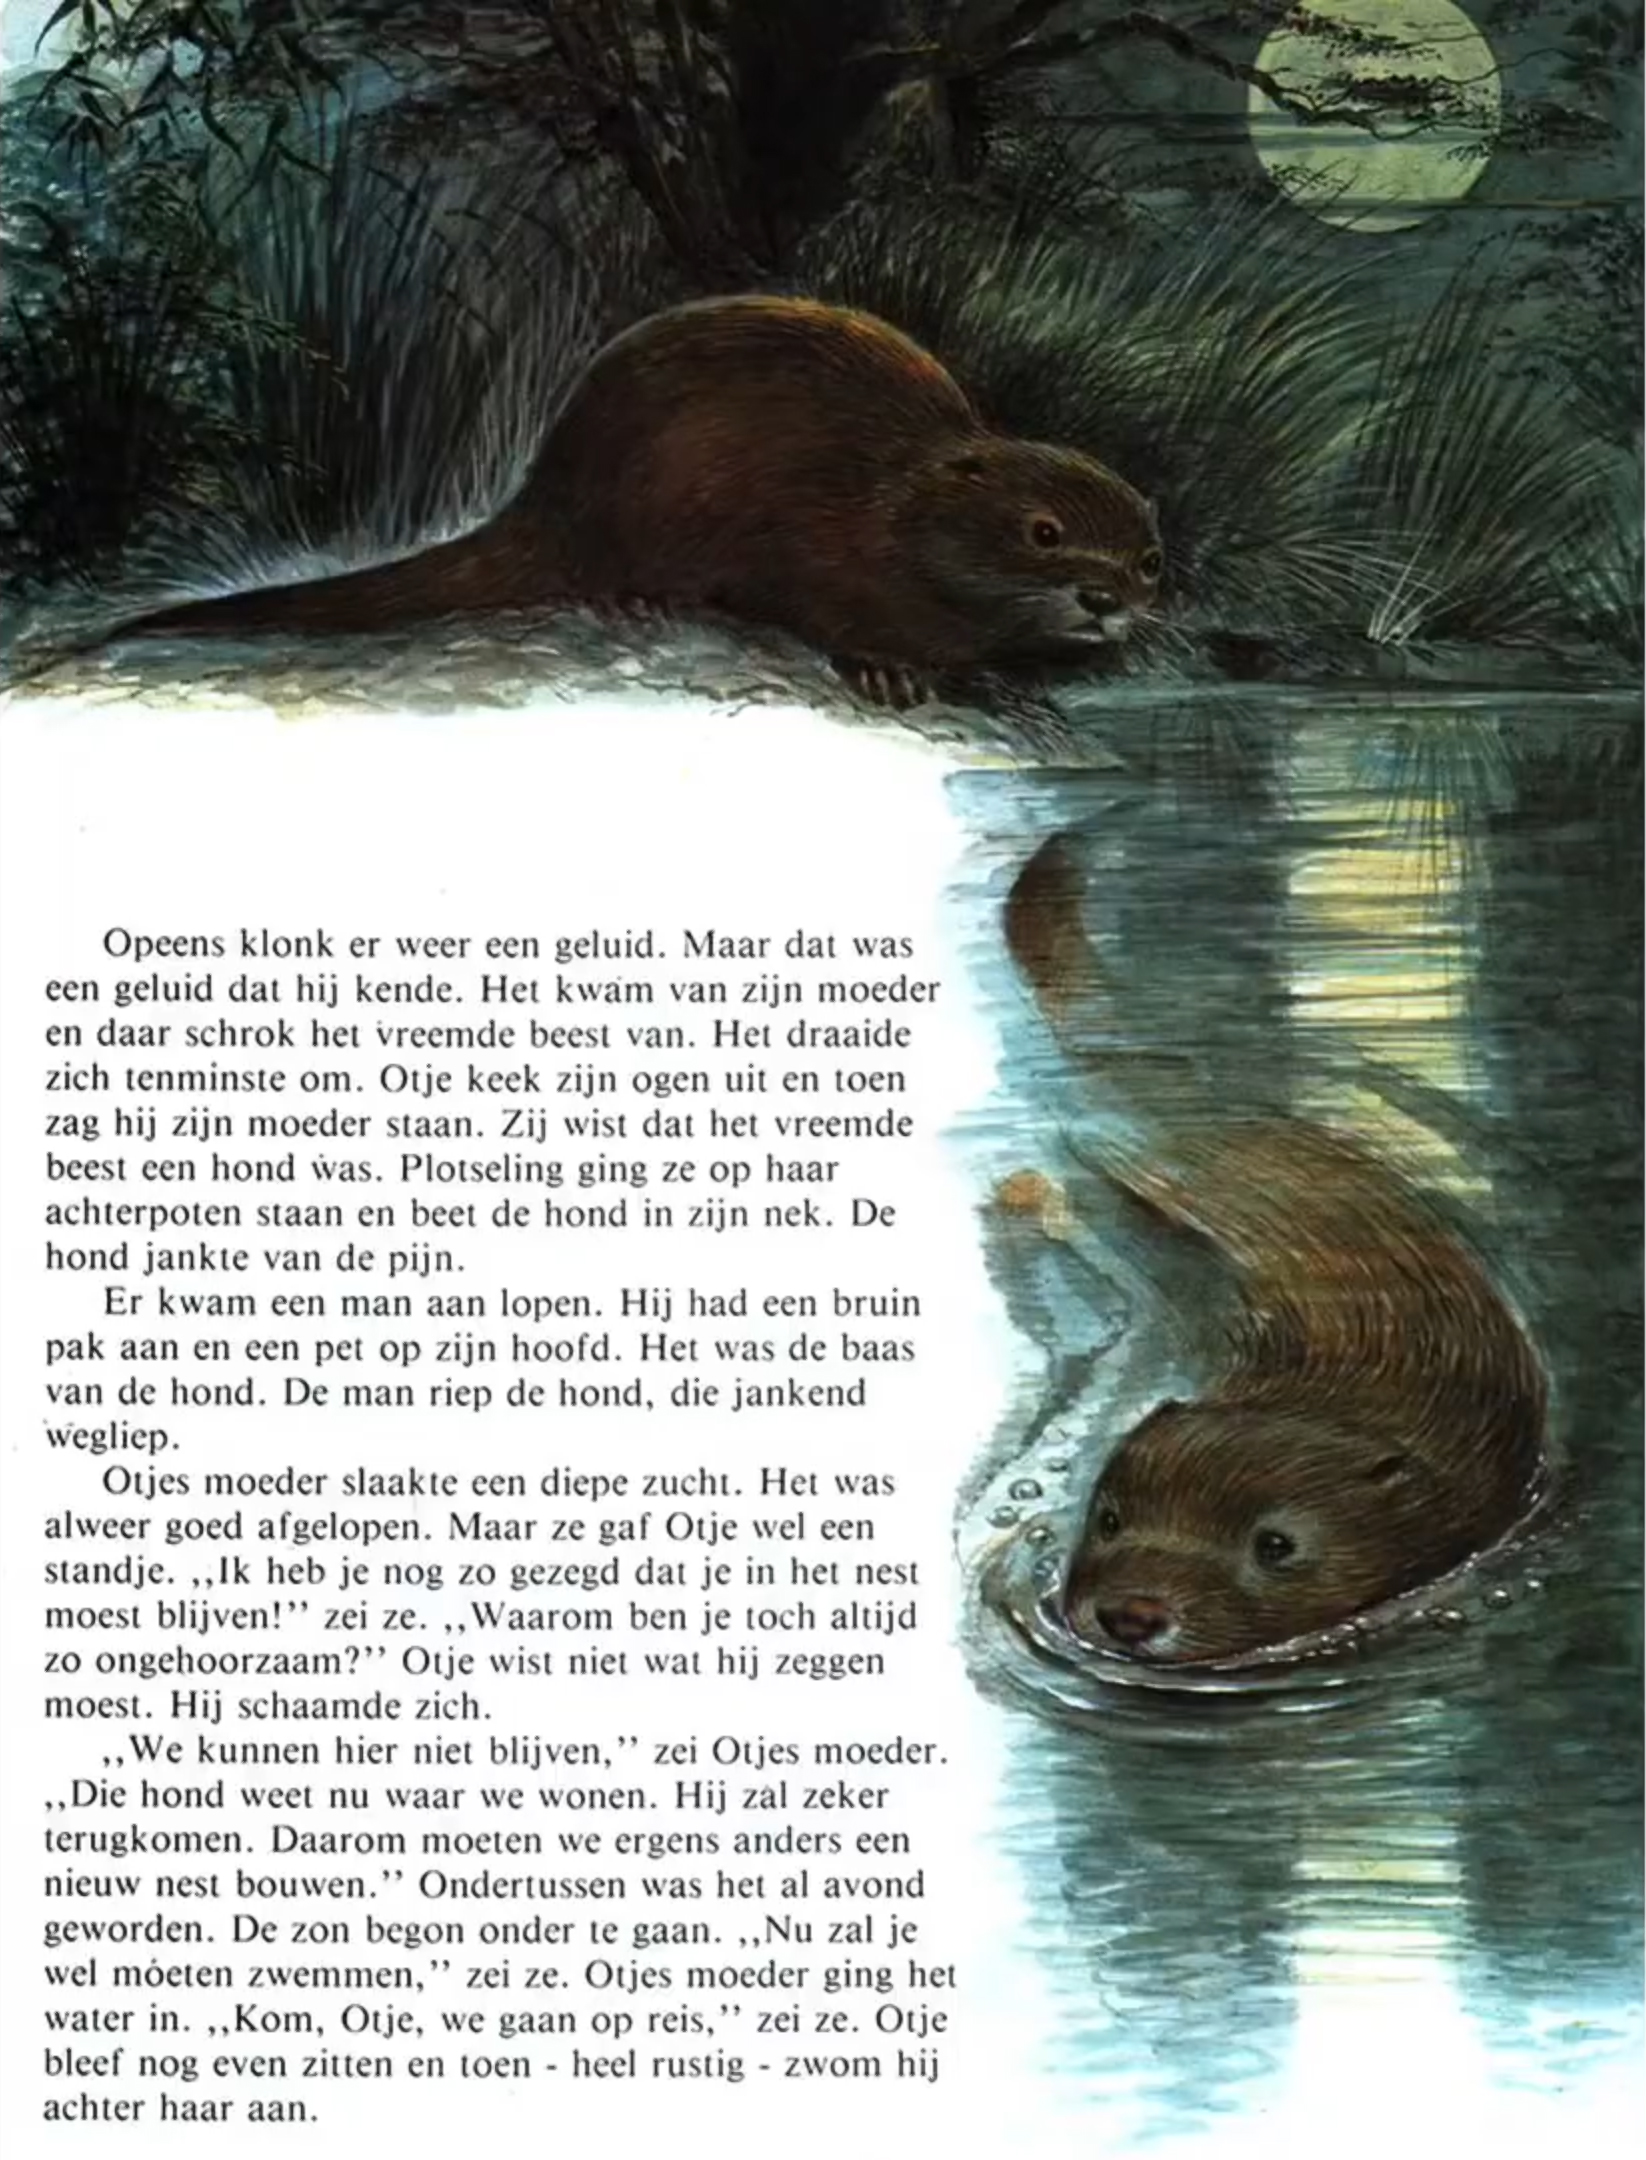 Opeens klonk er weer een geluid. Maar dat was
een geluid dat hij kende. Het kwam van zijn moeder
en daar schrok het vreemde beest van. Het draaide
zich tenminste om. Otje keek zijn ogen uit en toen
zag hij zijn moeder staan. Zij wist dat het vreemde
beest een hond was. Plotseling ging ze op haar
achterpoten staan en beet de hond in zijn nek. De
hond jankte van de pijn.
Er kwam een man aan lopen. Hij had een bruin
pak aan en een pet op zijn hoofd. Het was de baas
van de hond. De man riep de hond, die jankend
wegliep.
Otjes moeder slaakte een diepe zucht. Het was
alweer goed afgelopen. Maar ze gaf Otje wel een
standje. ,,Ik heb je nog zo gezegd dat je in het nest
moest blijven!’’ zei ze. ,,Waarom ben je toch altijd
zo ongehoorzaam?’’ Otje wist niet wat hij zeggen
moest. Hij schaamde zich.
,,We kunnen hier niet blijven,’’ zei Otjes moeder.
,,Die hond weet nu waar we wonen. Hij zal zeker
terugkomen. Daarom moeten we ergens anders een
nieuw nest bouwen.’’ Ondertussen was het al avond
geworden. De zon begon onder te gaan. ,,Nu zal je
wel moeten zwemmen,’’ zei ze. Otjes moeder ging het
water in. ,,Kom, Otje, we gaan op reis,’’ zei ze. Otje
bleef nog even zitten en toen - heel rustig - zwom hij
achter haar aan.